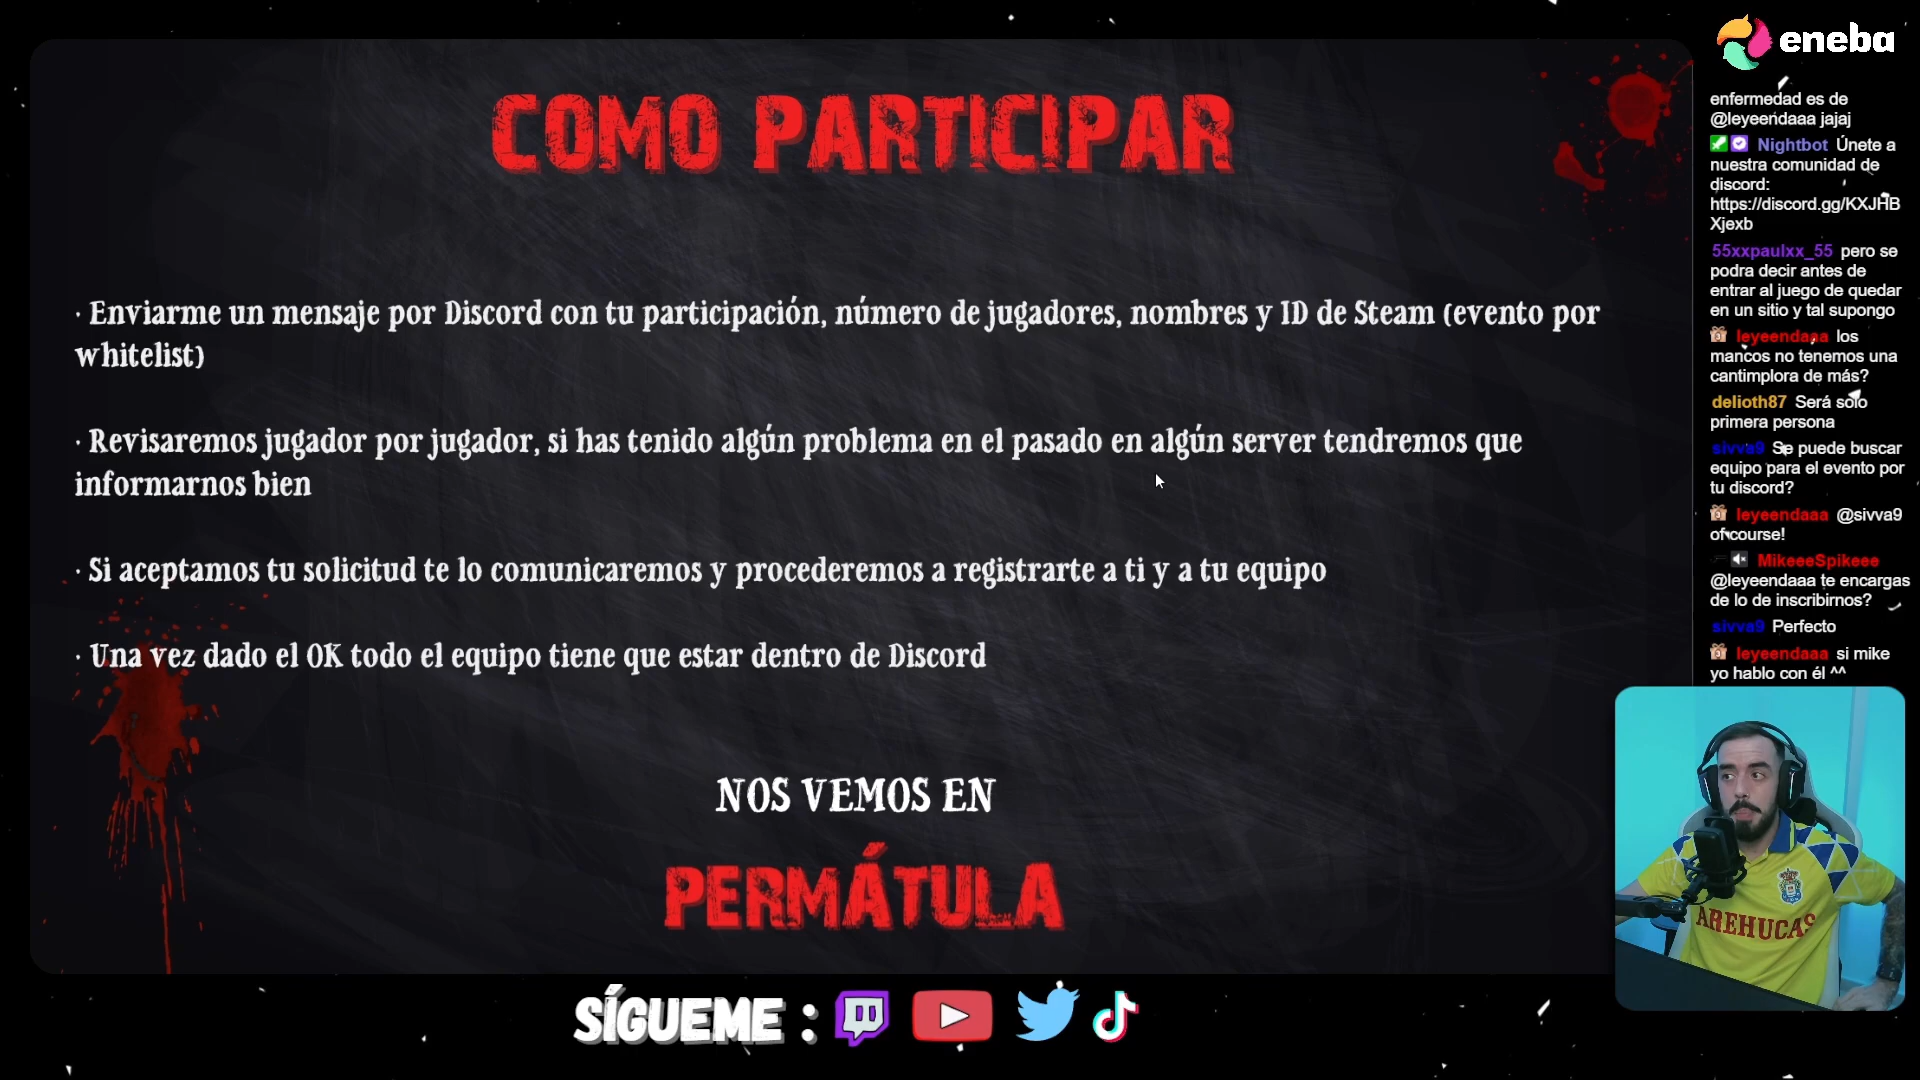 COMO PARTICIPAR
· Enviarme un mensaje por Discord con tu participación, número de jugadores, nombres y ID de Steam (evento por
whitelist)
· Revisaremos jugador por jugador, si has tenido algún problema en el pasado en algún server tendremos que
informarnos bien
· Si aceptamos tu solicitud te lo comunicaremos y procederemos a registrarte a ti y a tu equipo
· Una vez dado el OK todo el equipo tiene que estar dentro de Discord
NOS VEMOS EN
PERMÁTULA
SÍGUEME :
eneba
enfermedad es de
@leyeendaaa jajaj
Nightbot Únete a
nuestra comunidad de
discord:
https://discord.gg/KXJHB
Xjexb
55xxpaulxx_55 pero se
podra decir antes de
entrar al juego de quedar
en un sitio y tal supongo
leyeendaaa los
mancos no tenemos una
cantimplora de más?
delioth87 Será solo
primera persona
sivva9 Se puede buscar
equipo para el evento por
tu discord?
leyeendaaa @sivva9
ofcourse!
MikeeeSpikeee
@leyeendaaa te encargas
de lo de inscribirnos?
sivva9 Perfecto
leyeendaaa si mike
yo hablo con él ^^
AREHUCAS